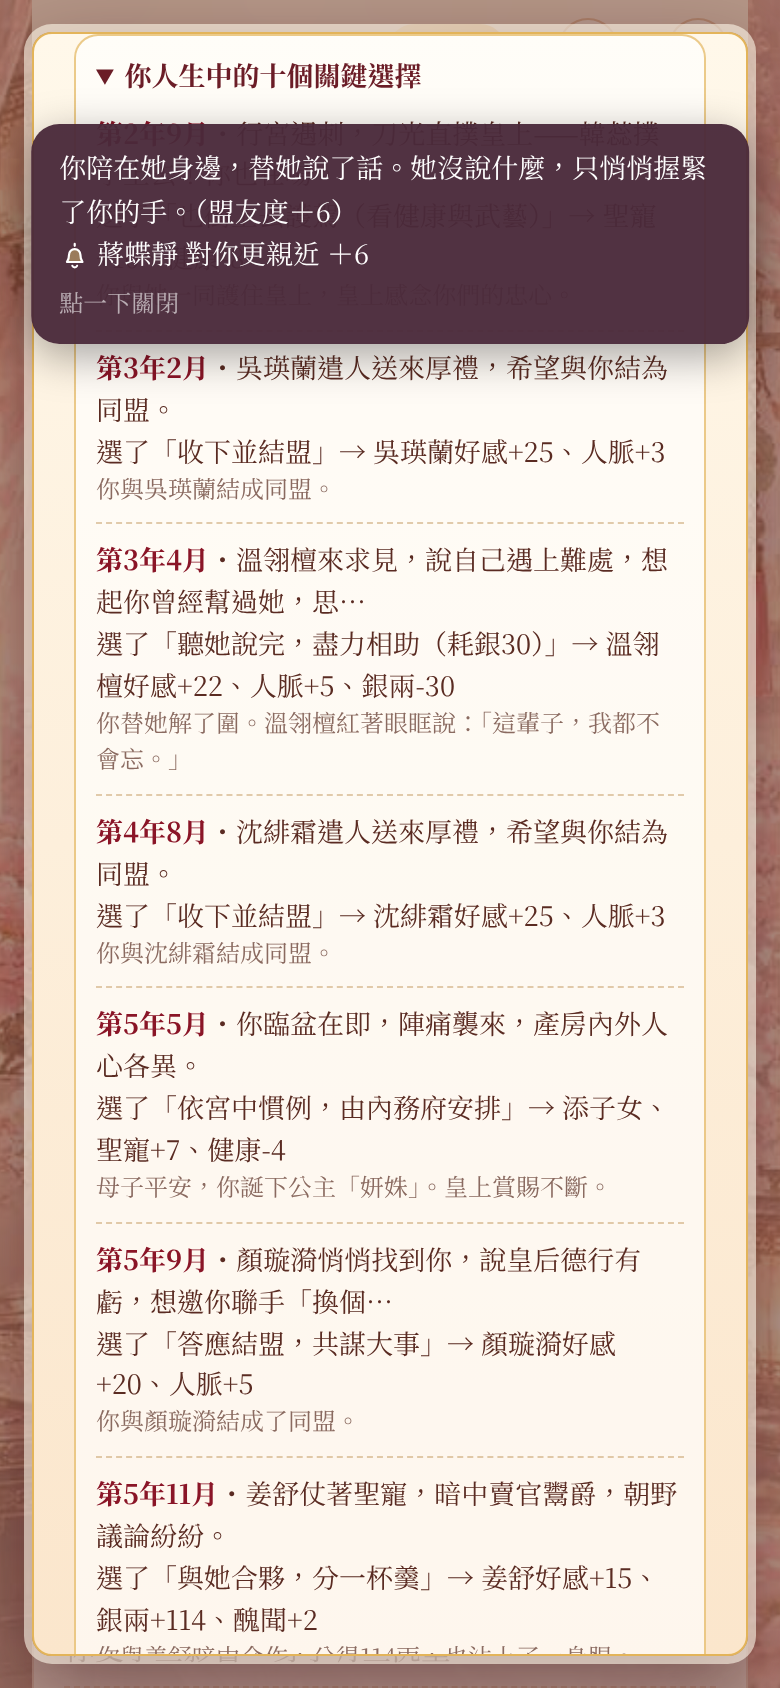 ▼ 你人生中的十個關鍵選擇
第2年9月・行宮遇刺，刀光直撲皇上——韓蕊撲
你陪在她身邊，替她說了話。她沒說什麼，只悄悄握緊
了你的手。（盟友度＋6）
蔣蝶靜 對你更親近 ＋6
點一下關閉
第3年2月・吳瑛蘭遣人送來厚禮，希望與你結為
同盟。
選了「收下並結盟」→ 吳瑛蘭好感+25、人脈+3
你與吳瑛蘭結成同盟。
第3年4月・溫翎檀來求見，說自己遇上難處，想
起你曾經幫過她，思…
選了「聽她說完，盡力相助（耗銀30）」→ 溫翎
檀好感+22、人脈+5、銀兩-30
你替她解了圍。溫翎檀紅著眼眶說：「這輩子，我都不
會忘。」
第4年8月・沈緋霜遣人送來厚禮，希望與你結為
同盟。
選了「收下並結盟」→ 沈緋霜好感+25、人脈+3
你與沈緋霜結成同盟。
第5年5月・你臨盆在即，陣痛襲來，產房內外人
心各異。
選了「依宮中慣例，由內務府安排」→ 添子女、
聖寵+7、健康-4
母子平安，你誕下公主「妍姝」。皇上賞賜不斷。
第5年9月・顏璇漪悄悄找到你，說皇后德行有
虧，想邀你聯手「換個…
選了「答應結盟，共謀大事」→ 顏璇漪好感
+20、人脈+5
你與顏璇漪結成了同盟。
第5年11月・姜舒仗著聖寵，暗中賣官鬻爵，朝野
議論紛紛。
選了「與她合夥，分一杯羹」→ 姜舒好感+15、
銀兩+114、醜聞+2